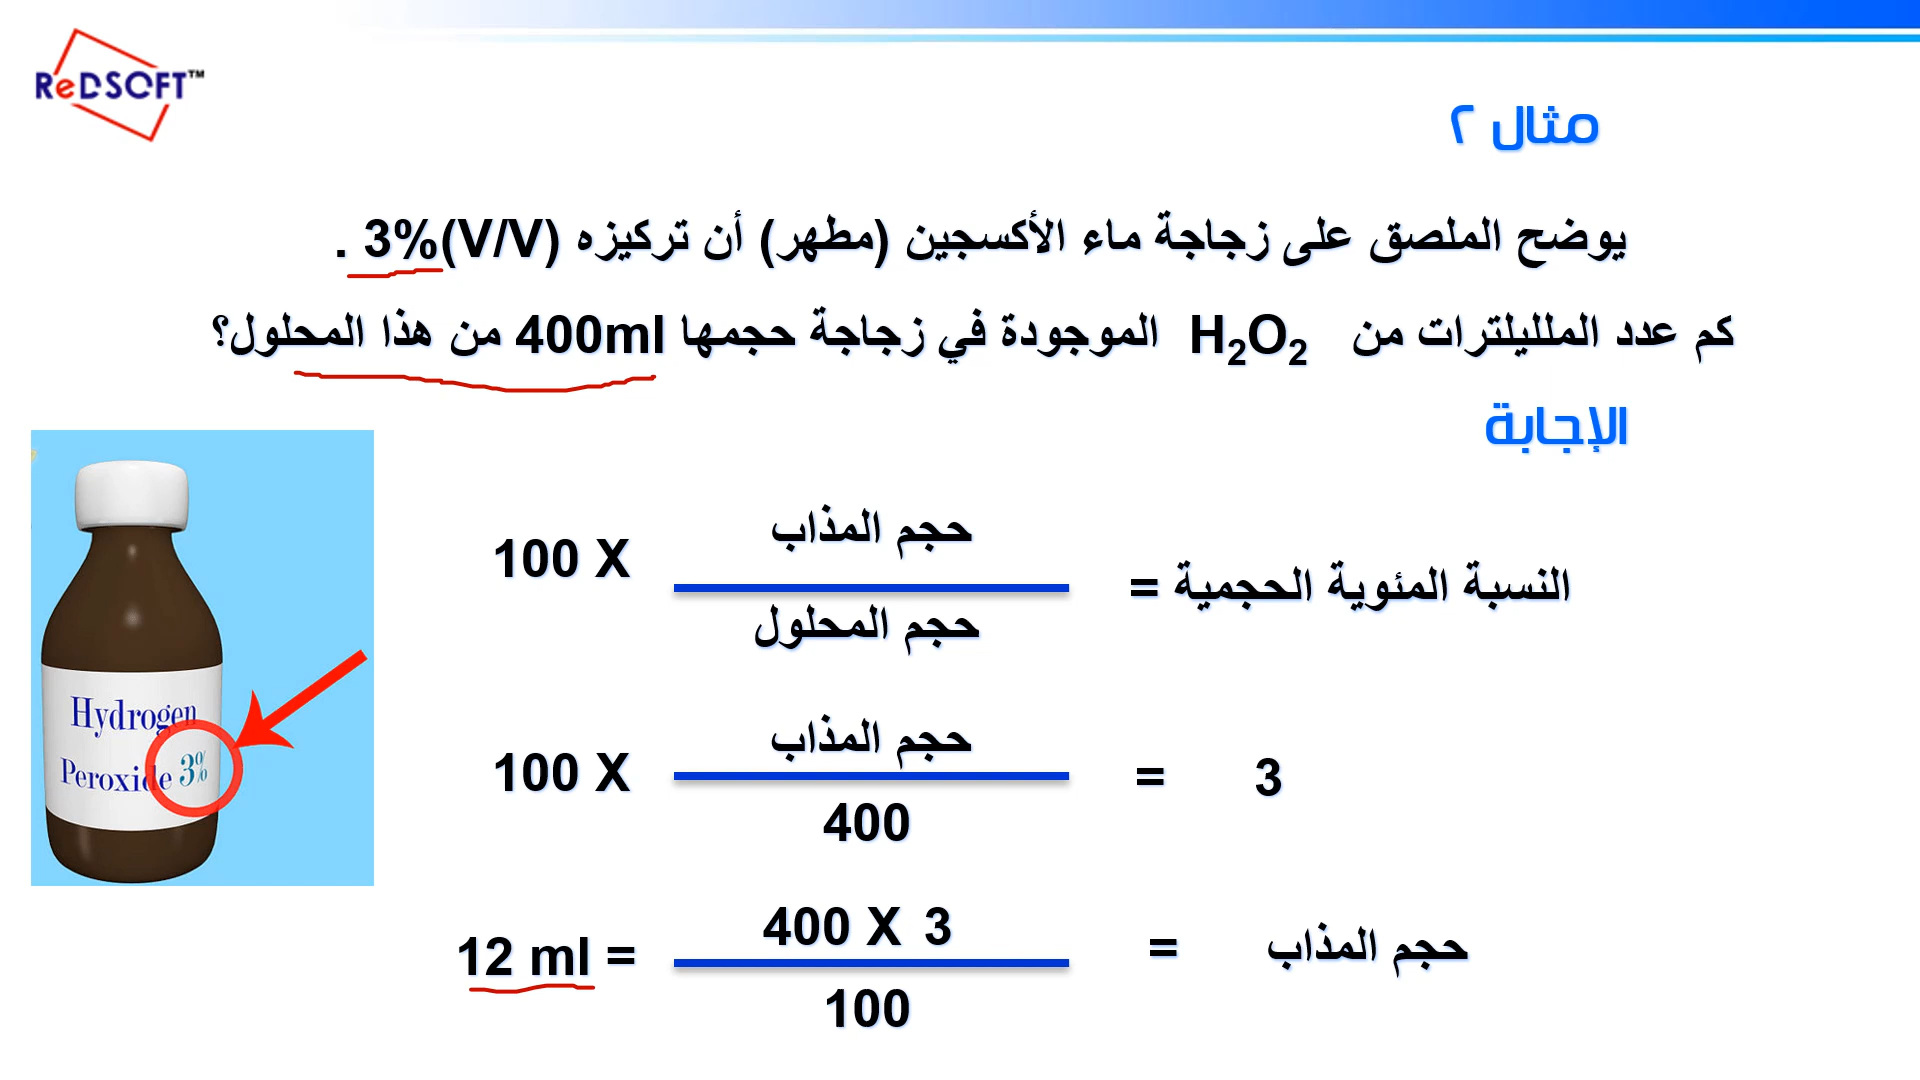 ReDSOFT™
مثال ٢
يوضح الملصق على زجاجة ماء الأكسجين (مطهر) أن تركيزه 3%(V/V) .
كم عدد الملليلترات من H₂O₂ الموجودة في زجاجة حجمها 400ml من هذا المحلول؟
الإجابة
النسبة المئوية الحجمية =
حجم المذاب
حجم المحلول
100 X
3 =
حجم المذاب
400
100 X
حجم المذاب =
400 X 3
100
12 ml =
Hydrogen
Peroxide 3%